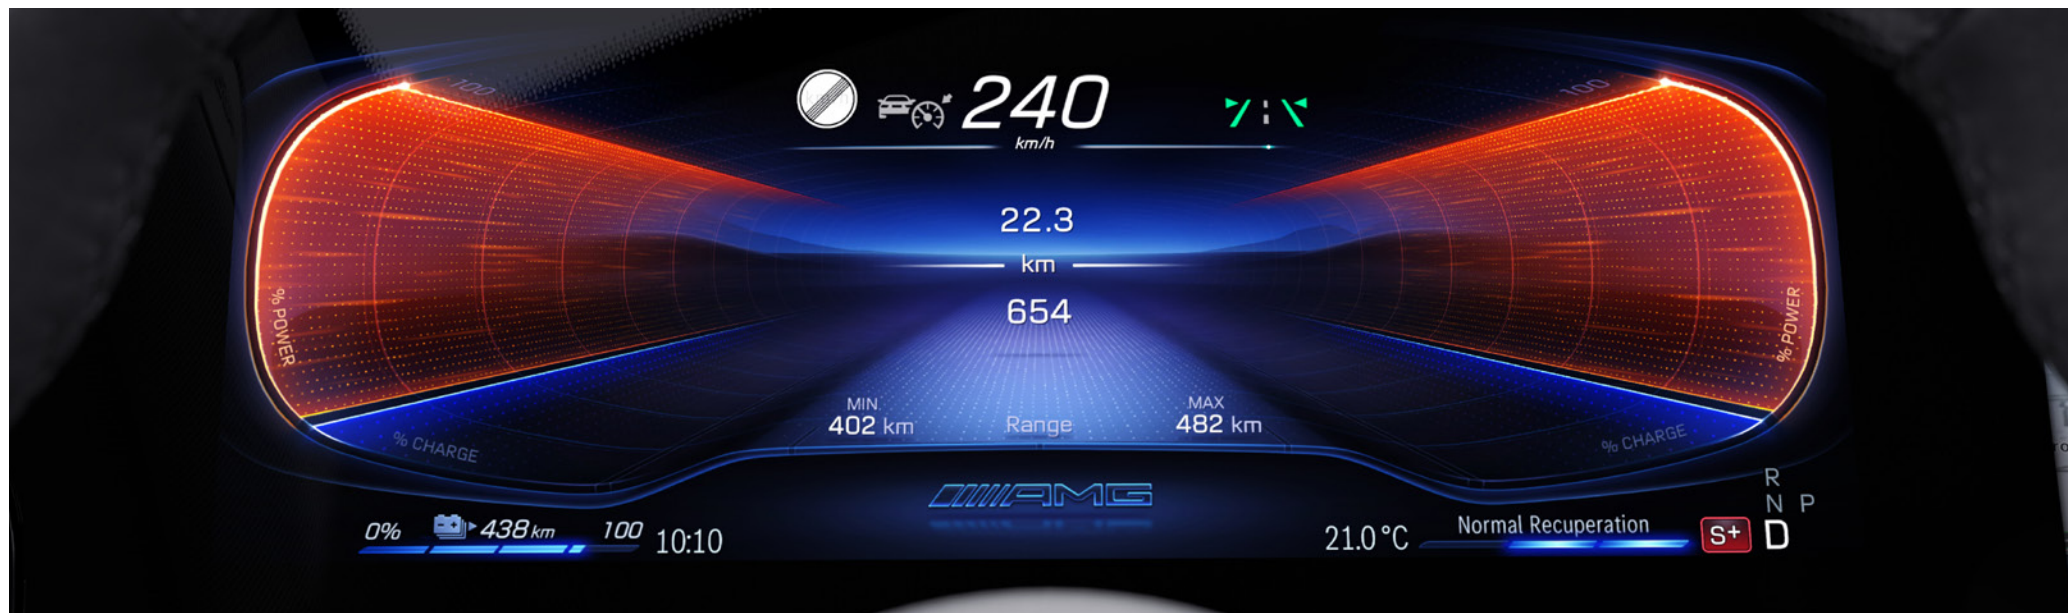 100
100
240
km/h
22.3
km
654
% POWER
% POWER
MIN.
402 km
Range
MAX
482 km
% CHARGE
% CHARGE
AMG
R
N P
D
0% 438 km 100
10:10
21.0 °C
Normal Recuperation
S+